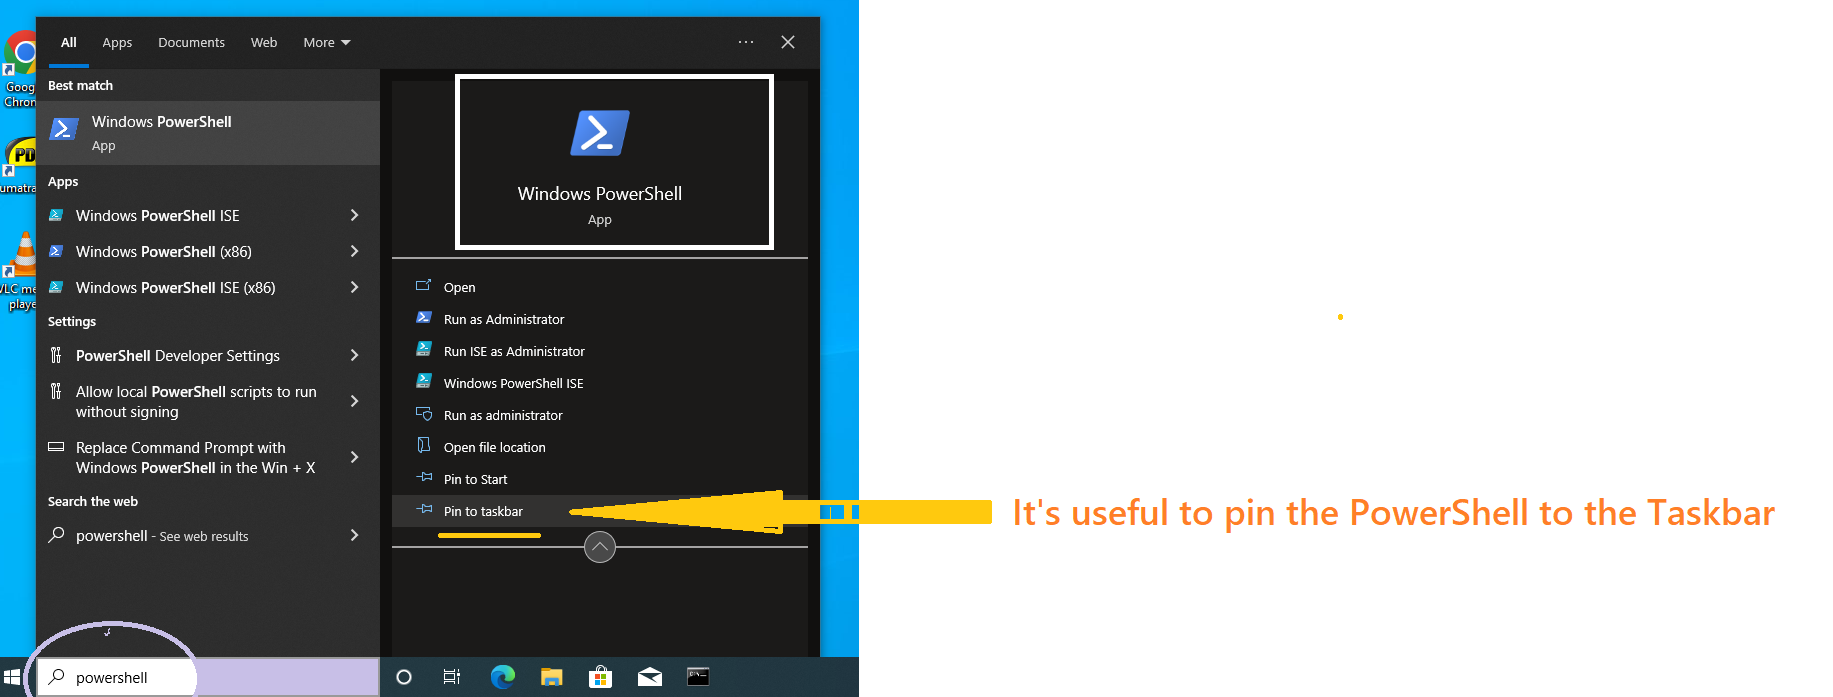 All Apps Documents Web More
Goog
Chron
Best match
Windows PowerShell
App
PD
umatra
Apps
Windows PowerShell ISE
Windows PowerShell (x86)
VLC me
playe
Windows PowerShell ISE (x86)
Settings
PowerShell Developer Settings
Allow local PowerShell scripts to run
without signing
Replace Command Prompt with
Windows PowerShell in the Win + X
Search the web
powershell - See web results
powershell
Windows PowerShell
App
Open
Run as Administrator
Run ISE as Administrator
Windows PowerShell ISE
Run as administrator
Open file location
Pin to Start
Pin to taskbar
It's useful to pin the PowerShell to the Taskbar